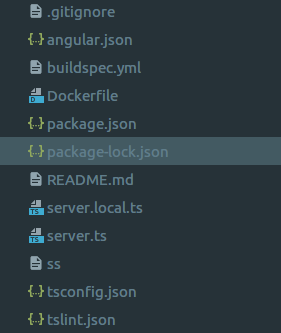 .gitignore
angular.json
buildspec.yml
Dockerfile
package.json
package-lock.json
README.md
server.local.ts
server.ts
ss
tsconfig.json
tslint.json